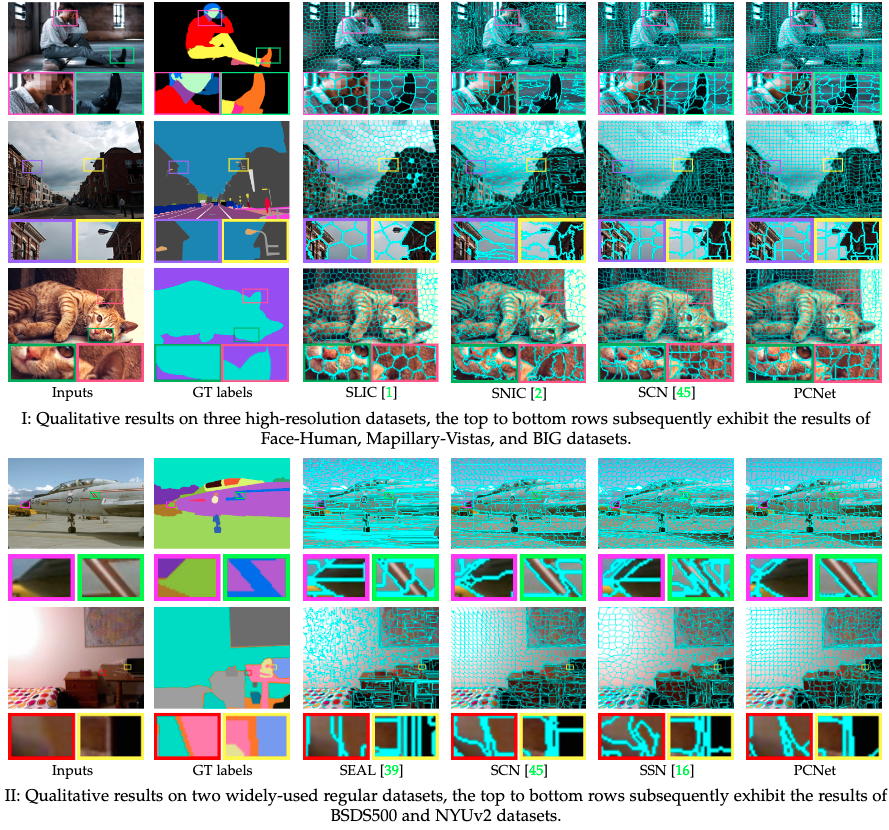 Inputs GT labels SLIC [1] SNIC [2] SCN [45] PCNet
I: Qualitative results on three high-resolution datasets, the top to bottom rows subsequently exhibit the results of
Face-Human, Mapillary-Vistas, and BIG datasets.
Inputs GT labels SEAL [39] SCN [45] SSN [16] PCNet
II: Qualitative results on two widely-used regular datasets, the top to bottom rows subsequently exhibit the results of
BSDS500 and NYUv2 datasets.